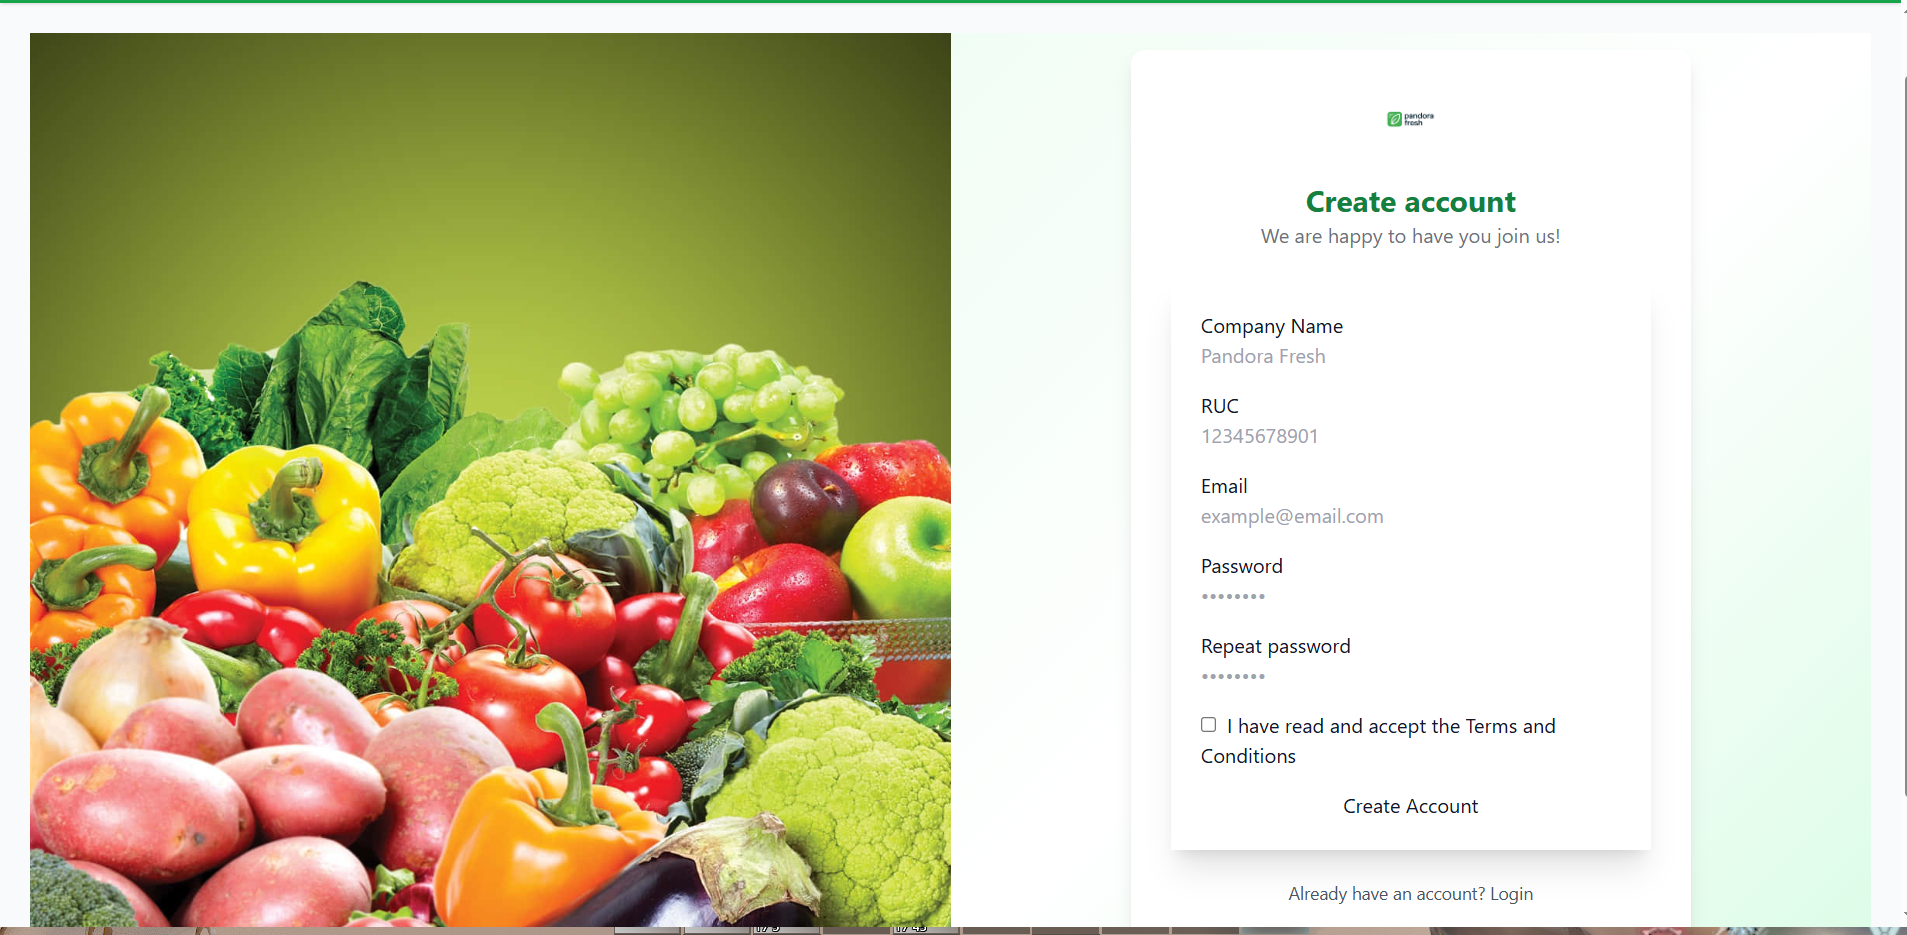 pandora
fresh
Create account
We are happy to have you join us!
Company Name
Pandora Fresh
RUC
12345678901
Email
example@email.com
Password
••••••••
Repeat password
••••••••
I have read and accept the Terms and
Conditions
Create Account
Already have an account? Login